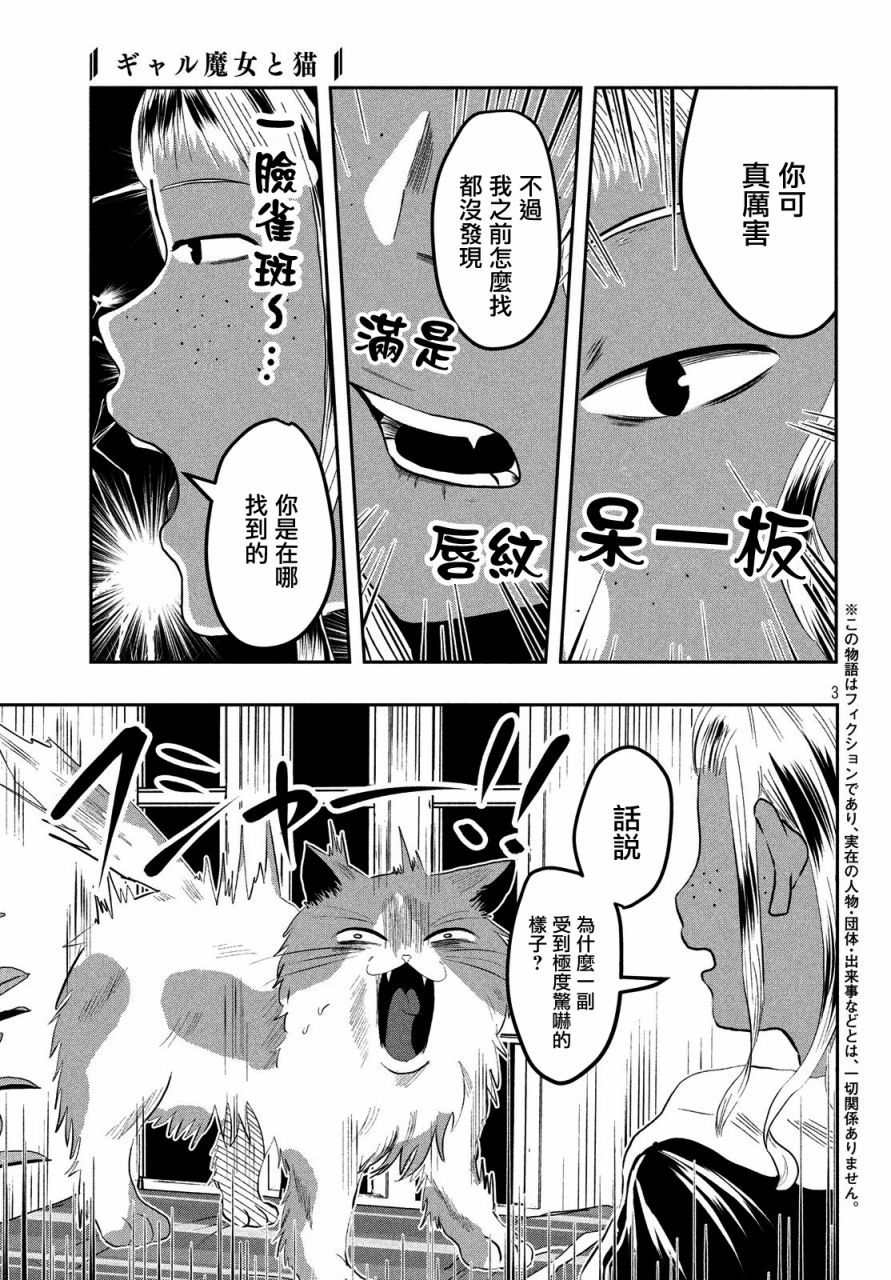 ギャル魔女と猫
你可
真厲害
呆一板
不過
我之前怎麼找
都沒發現
滿是
唇紋
一臉雀斑～…
你是在哪
找到的
3
話説
為什麼一副
受到極度驚嚇的
樣子?
シャーー!
※この物語はフィクションであり、実在の人物・団体・出来事などとは、一切関係ありません。